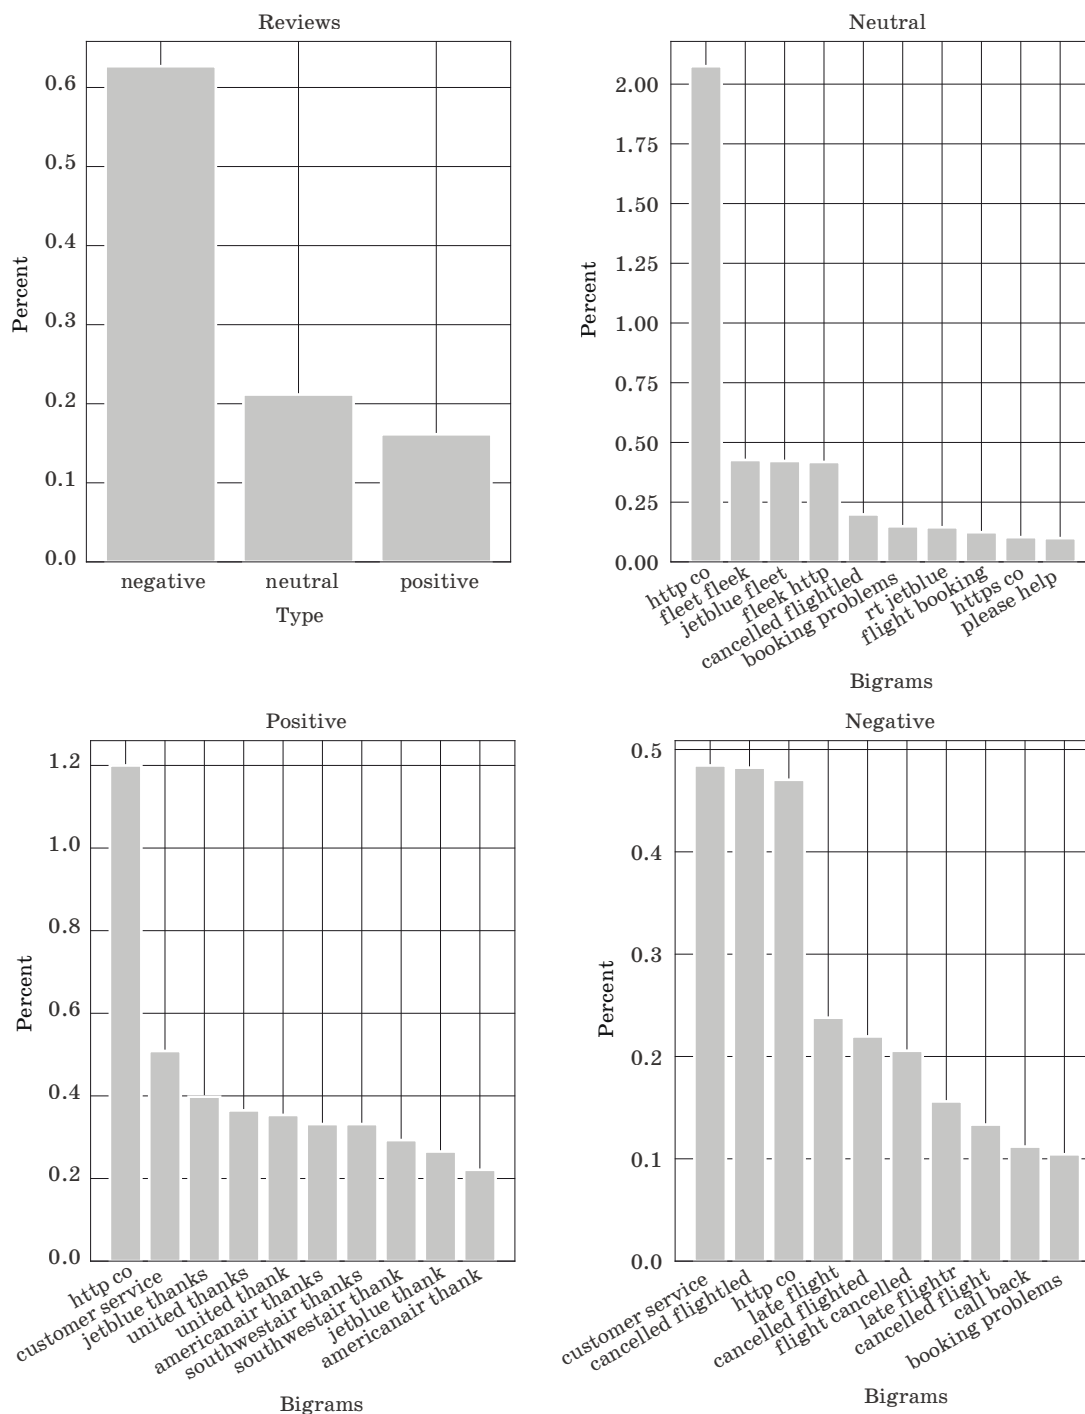 Reviews
0.6
0.5
0.4
0.3
0.2
0.1
0.0
Percent
negative neutral positive
Type
Neutral
2.00
1.75
1.50
1.25
1.00
0.75
0.50
0.25
0.00
Percent
http co
fleet fleek
jetblue fleet
fleek http
cancelled flightled
booking problems
rt jetblue
flight booking
https co
please help
Bigrams
Positive
1.2
1.0
0.8
0.6
0.4
0.2
0.0
Percent
http co
customer service
jetblue thanks
united thanks
united thank
americanair thanks
southwestair thanks
southwestair thank
jetblue thank
americanair thank
Bigrams
Negative
0.5
0.4
0.3
0.2
0.1
0.0
Percent
customer service
cancelled flightled
http co
late flight
cancelled flighted
flight cancelled
late flightr
cancelled flight
call back
booking problems
Bigrams